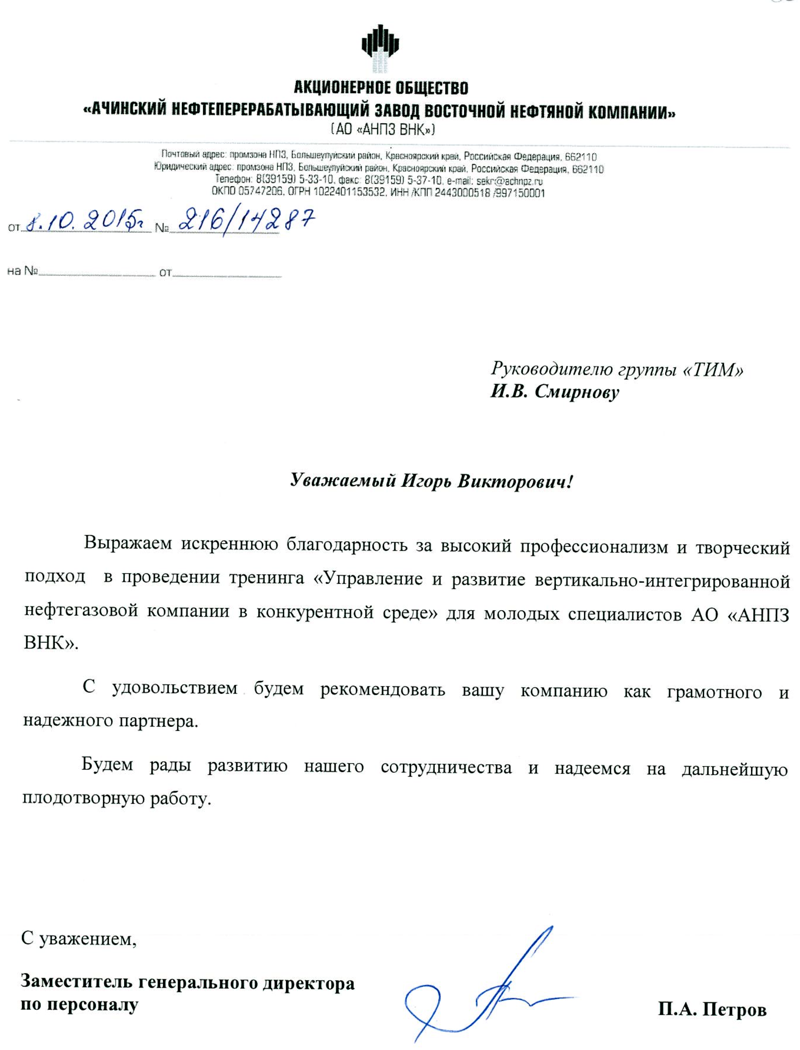 АКЦИОНЕРНОЕ ОБЩЕСТВО
«АЧИНСКИЙ НЕФТЕПЕРЕРАБАТЫВАЮЩИЙ ЗАВОД ВОСТОЧНОЙ НЕФТЯНОЙ КОМПАНИИ»
(АО «АНПЗ ВНК»)
Почтовый адрес: промзона НПЗ, Большеулуйский район, Красноярский край, Российская Федерация, 662110
Юридический адрес: промзона НПЗ, Большеулуйский район, Красноярский край, Российская Федерация, 662110
Телефон: 8(39159) 5-33-10, факс: 8(39159) 5-37-10, e-mail: sekr@achnpz.ru
ОКПО 05747206, ОГРН 1022401153532, ИНН /КПП 2443000518 /997150001
от 8.10.2015г № 216/14287
на № от
Руководителю группы «ТИМ»
И.В. Смирнову
Уважаемый Игорь Викторович!
Выражаем искреннюю благодарность за высокий профессионализм и творческий
подход в проведении тренинга «Управление и развитие вертикально-интегрированной
нефтегазовой компании в конкурентной среде» для молодых специалистов АО «АНПЗ
ВНК».
С удовольствием будем рекомендовать вашу компанию как грамотного и
надежного партнера.
Будем рады развитию нашего сотрудничества и надеемся на дальнейшую
плодотворную работу.
С уважением,
Заместитель генерального директора
по персоналу
П.А. Петров